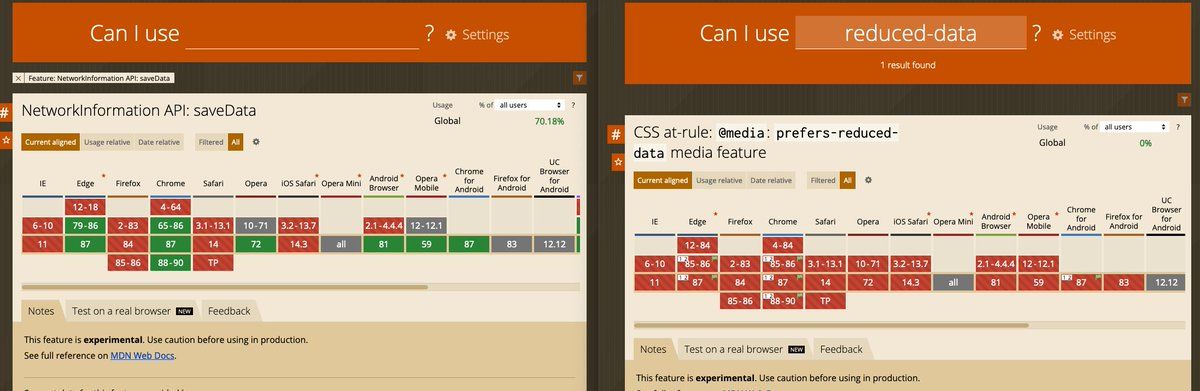 Can I use ? Settings
× Feature: NetworkInformation API: saveData
#
NetworkInformation API: saveData
Usage % of all users ?
Global 70.18%
Current aligned Usage relative Date relative Filtered All
IE Edge * Firefox Chrome Safari Opera iOS Safari * Opera Mini Android Browser * Opera Mobile * Chrome for Android Firefox for Android UC Browser for Android
12-18 4-64
6-10 79-86 2-83 65-86 3.1-13.1 10-71 3.2-13.7 2.1-4.4.4 12-12.1
11 87 84 87 14 72 14.3 all 81 59 87 83 12.12
85-86 88-90 TP
Notes Test on a real browser NEW Feedback
This feature is experimental. Use caution before using in production.
See full reference on MDN Web Docs.
Can I use reduced-data ? Settings
1 result found
#
CSS at-rule: @media: prefers-reduced-
data media feature
Usage % of all users ?
Global 0%
Current aligned Usage relative Date relative Filtered All
IE Edge * Firefox Chrome Safari Opera iOS Safari * Opera Mini Android Browser * Opera Mobile * Chrome for Android Firefox for Android UC Browser for Android
12-84 4-84
6-10 1 2 85-86 2-83 1 2 85-86 3.1-13.1 10-71 3.2-13.7 2.1-4.4.4 12-12.1
11 1 2 87 84 1 2 87 14 72 14.3 all 81 59 1 2 87 83 12.12
85-86 1 2 88-90 TP
Notes Test on a real browser NEW Feedback
This feature is experimental. Use caution before using in production.